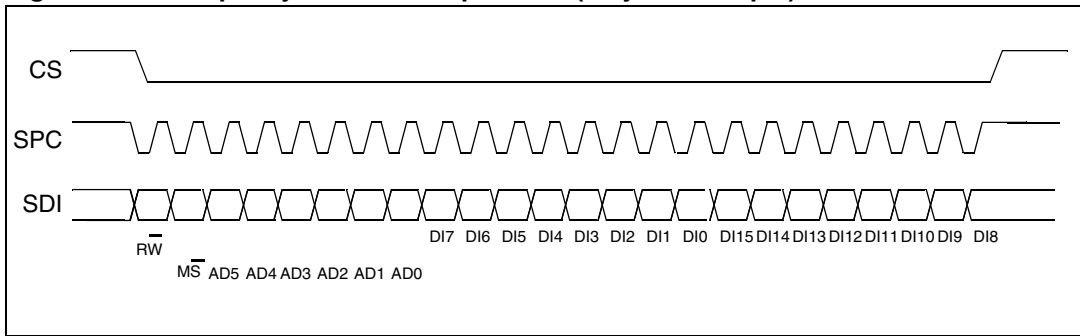 CS
SPC
SDI
RW̅
DI7 DI6 DI5 DI4 DI3 DI2 DI1 DI0 DI15 DI14 DI13 DI12 DI11 DI10 DI9 DI8
MS̅ AD5 AD4 AD3 AD2 AD1 AD0